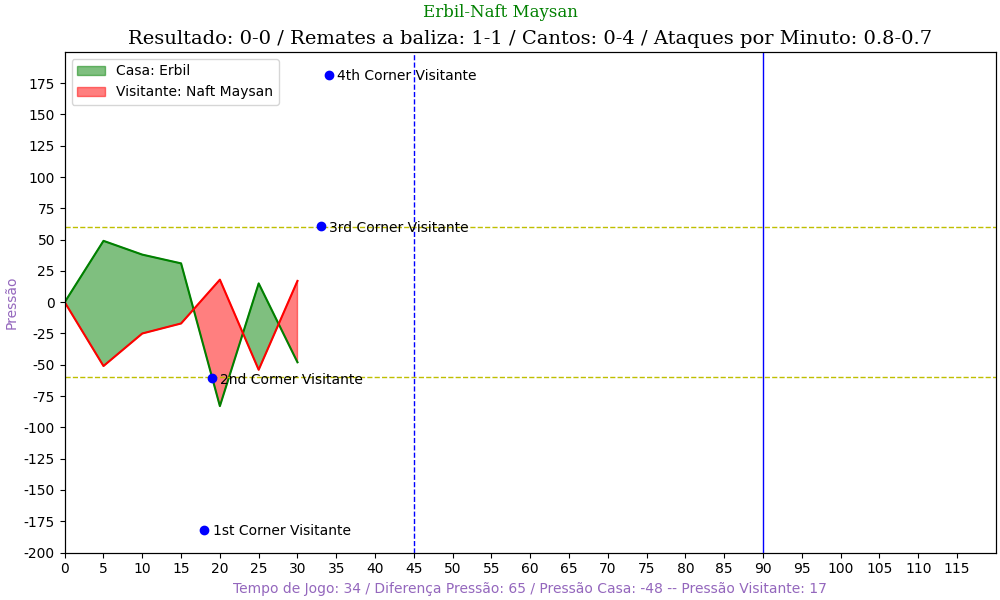 Erbil-Naft Maysan
Resultado: 0-0 / Remates a baliza: 1-1 / Cantos: 0-4 / Ataques por Minuto: 0.8-0.7
Casa: Erbil
Visitante: Naft Maysan
4th Corner Visitante
3rd Corner Visitante
2nd Corner Visitante
1st Corner Visitante
Pressão
175
150
125
100
75
50
25
0
-25
-50
-75
-100
-125
-150
-175
-200
0 5 10 15 20 25 30 35 40 45 50 55 60 65 70 75 80 85 90 95 100 105 110 115
Tempo de Jogo: 34 / Diferença Pressão: 65 / Pressão Casa: -48 -- Pressão Visitante: 17